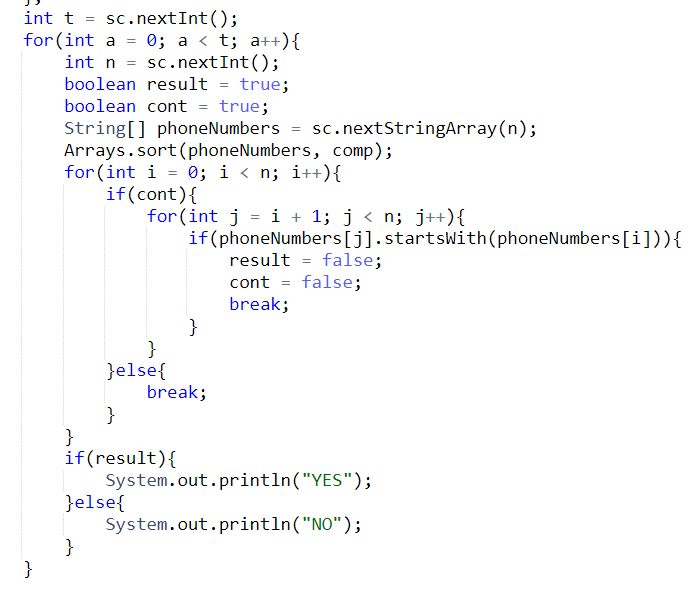 };
int t = sc.nextInt();
for(int a = 0; a < t; a++){
    int n = sc.nextInt();
    boolean result = true;
    boolean cont = true;
    String[] phoneNumbers = sc.nextStringArray(n);
    Arrays.sort(phoneNumbers, comp);
    for(int i = 0; i < n; i++){
        if(cont){
            for(int j = i + 1; j < n; j++){
                if(phoneNumbers[j].startsWith(phoneNumbers[i])){
                    result = false;
                    cont = false;
                    break;
                }
            }
        }else{
            break;
        }
    }
    if(result){
        System.out.println("YES");
    }else{
        System.out.println("NO");
    }
}